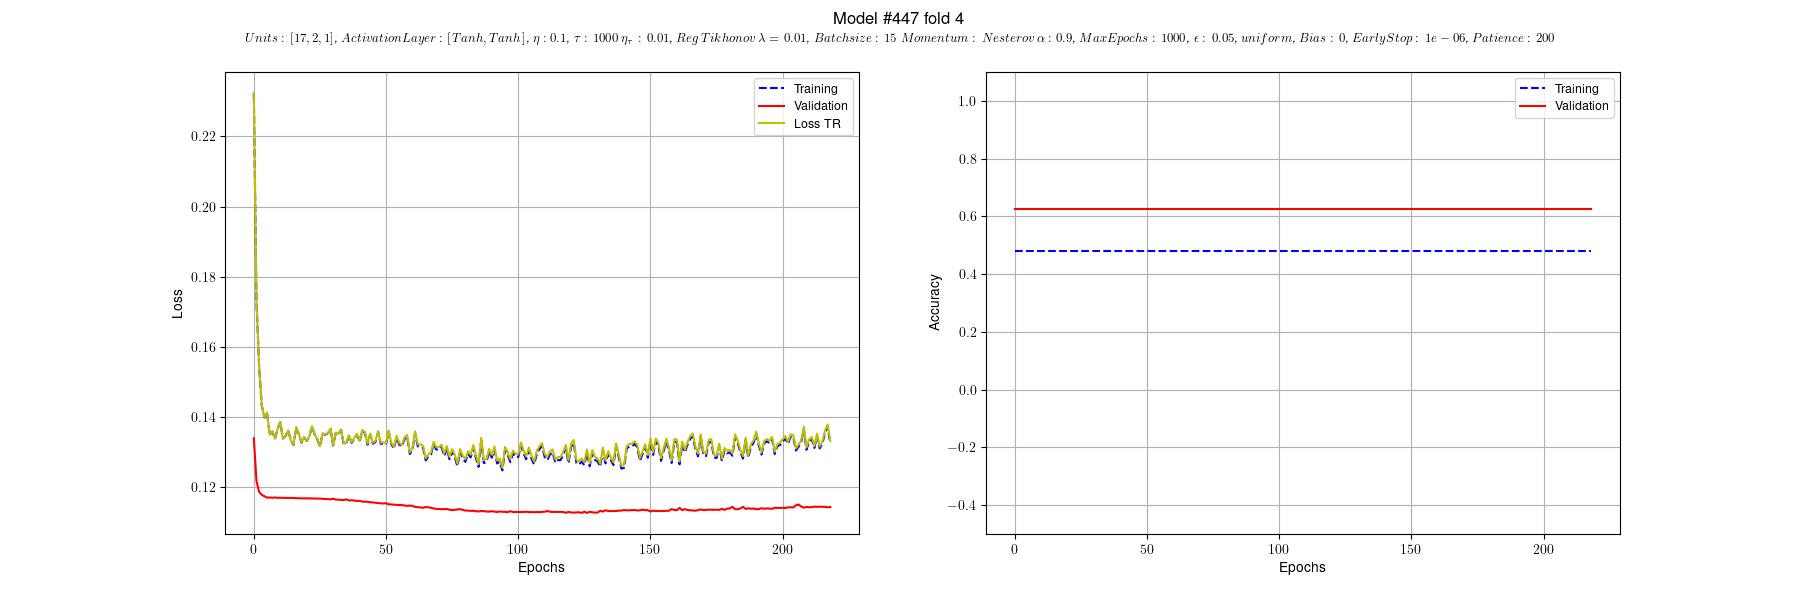 Model #447 fold 4
Units : [17, 2, 1], ActivationLayer : [Tanh, Tanh], η : 0.1, τ : 1000 ητ : 0.01, Reg Tikhonov λ = 0.01, Batchsize : 15 Momentum : Nesterov α : 0.9, MaxEpochs : 1000, ϵ : 0.05, uniform, Bias : 0, EarlyStop : 1e − 06, Patience : 200
Training
Validation
Loss TR
0.22
0.20
0.18
0.16
0.14
0.12
Loss
0
50
100
150
200
Epochs
Training
Validation
1.0
0.8
0.6
0.4
0.2
0.0
−0.2
−0.4
Accuracy
0
50
100
150
200
Epochs